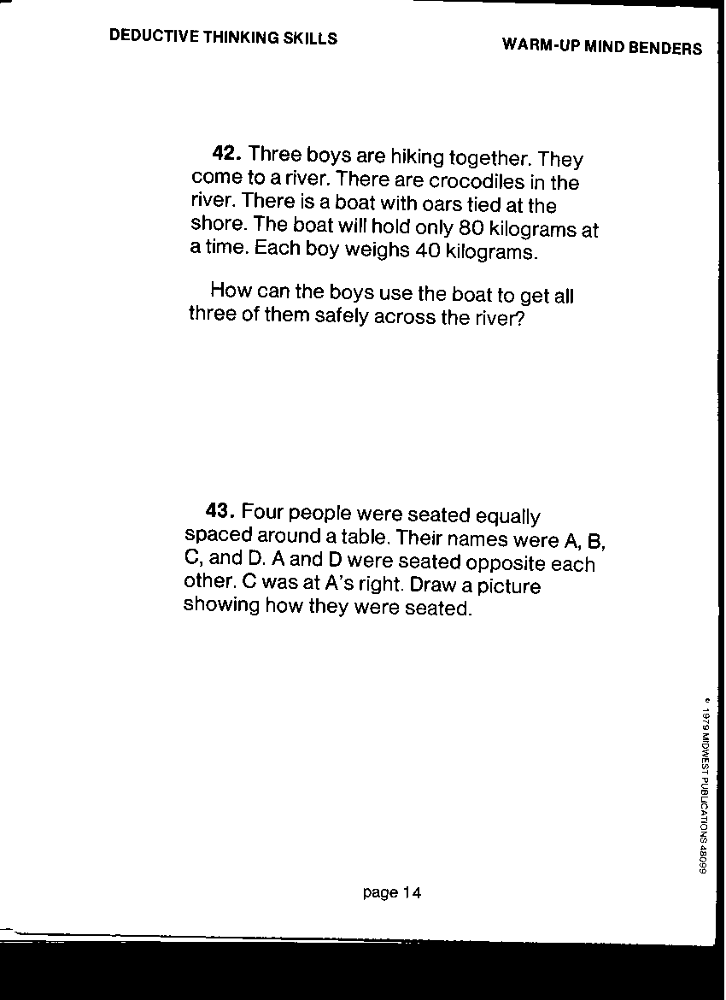 DEDUCTIVE THINKING SKILLS
WARM-UP MIND BENDERS
42. Three boys are hiking together. They
come to a river. There are crocodiles in the
river. There is a boat with oars tied at the
shore. The boat will hold only 80 kilograms at
a time. Each boy weighs 40 kilograms.
How can the boys use the boat to get all
three of them safely across the river?
43. Four people were seated equally
spaced around a table. Their names were A, B,
C, and D. A and D were seated opposite each
other. C was at A's right. Draw a picture
showing how they were seated.
© 1979 MIDWEST PUBLICATIONS 48099
page 14